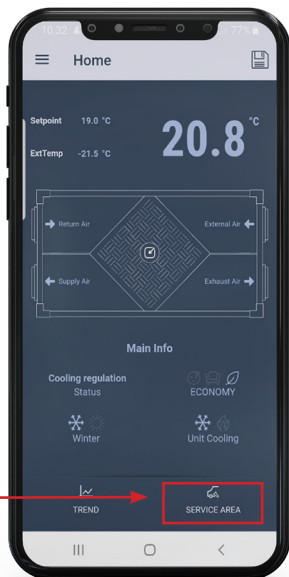 10:32
77%
Home
Setpoint 19.0 °C
20.8 °C
ExtTemp -21.5 °C
Return Air
External Air
Supply Air
Exhaust Air
Main Info
Cooling regulation
Status
ECONOMY
Winter
Unit Cooling
TREND
SERVICE AREA